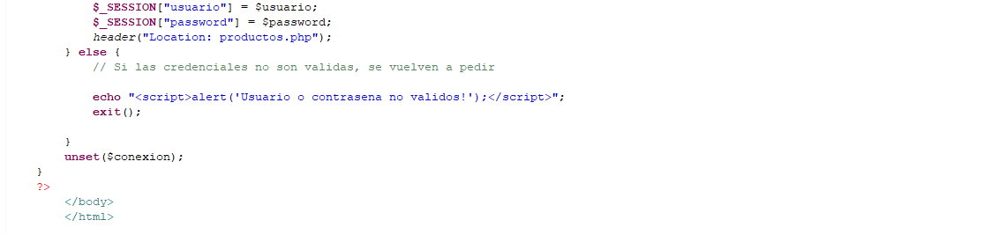 $_SESSION["usuario"] = $usuario;
$_SESSION["password"] = $password;
header("Location: productos.php");
} else {
// Si las credenciales no son validas, se vuelven a pedir
echo "<script>alert('Usuario o contrasena no validos!');</script>";
exit();
}
unset($conexion);
}
?>
</body>
</html>